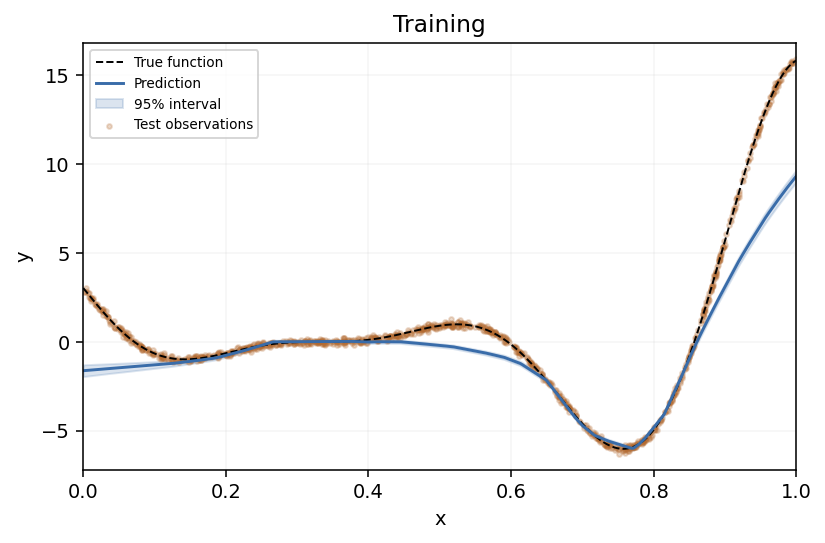 Training
True function
Prediction
95% interval
Test observations
15
10
5
0
−5
y
0.0 0.2 0.4 0.6 0.8 1.0
x